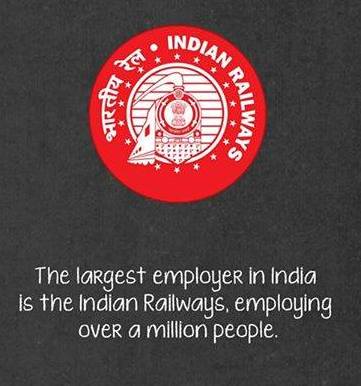 भारतीय रेल • INDIAN RAILWAYS
The largest employer in India
is the Indian Railways, employing
over a million people.